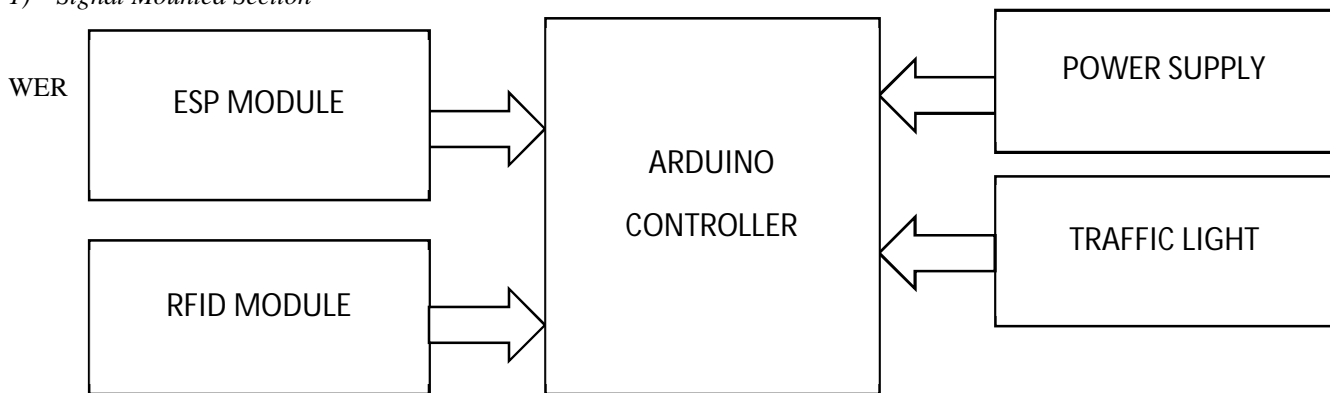 1) Signal Mounted Section
WER
ESP MODULE
RFID MODULE
ARDUINO
CONTROLLER
POWER SUPPLY
TRAFFIC LIGHT